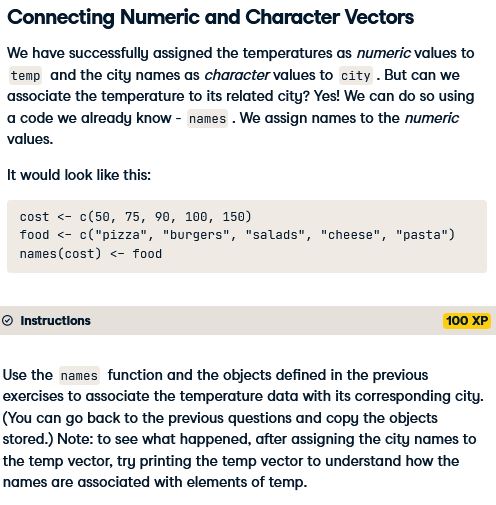 Connecting Numeric and Character Vectors
We have successfully assigned the temperatures as numeric values to
temp and the city names as character values to city . But can we
associate the temperature to its related city? Yes! We can do so using
a code we already know - names . We assign names to the numeric
values.
It would look like this:
cost <- c(50, 75, 90, 100, 150)
food <- c("pizza", "burgers", "salads", "cheese", "pasta")
names(cost) <- food
Instructions
100 XP
Use the names function and the objects defined in the previous
exercises to associate the temperature data with its corresponding city.
(You can go back to the previous questions and copy the objects
stored.) Note: to see what happened, after assigning the city names to
the temp vector, try printing the temp vector to understand how the
names are associated with elements of temp.